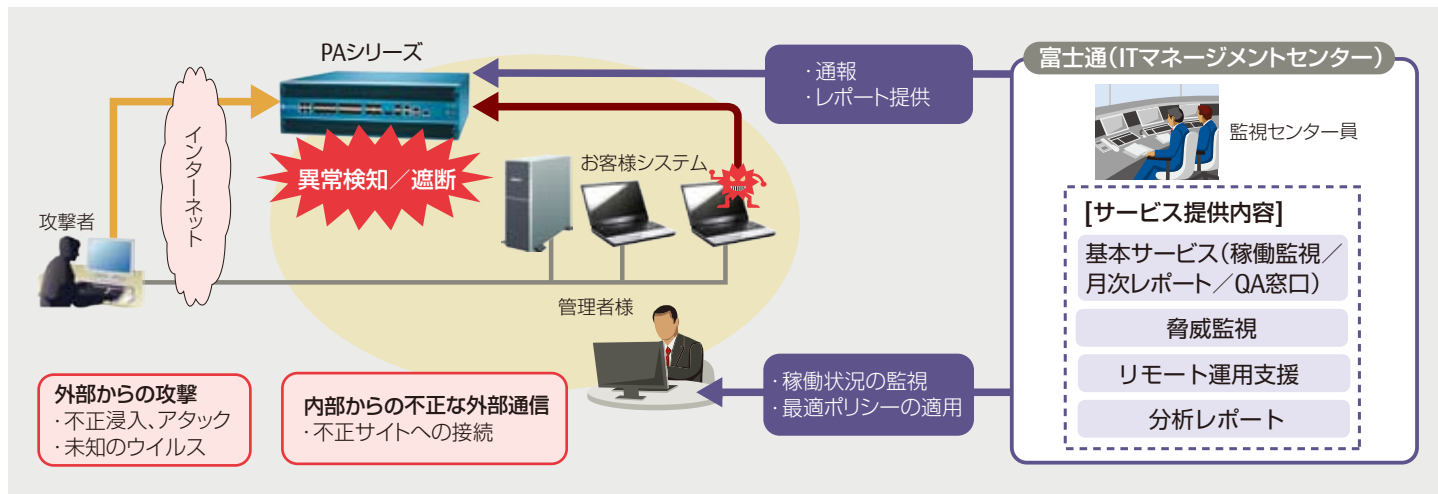 PAシリーズ
インターネット
攻撃者
異常検知／遮断
お客様システム
管理者様
外部からの攻撃
・不正浸入、アタック
・未知のウイルス
内部からの不正な外部通信
・不正サイトへの接続
・通報
・レポート提供
・稼働状況の監視
・最適ポリシーの適用
富士通（ITマネージメントセンター）
監視センター員
[サービス提供内容]
基本サービス（稼働監視／
月次レポート／QA窓口）
脅威監視
リモート運用支援
分析レポート